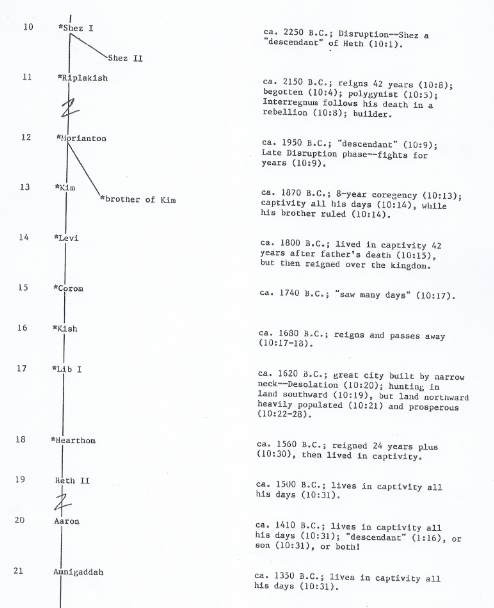 10 *Shez I
ca. 2250 B.C.; Disruption--Shez a
"descendant" of Heth (10:1).
Shez II
11 *Riplakish
ca. 2150 B.C.; reigns 42 years (10:8);
begotten (10:4); polygynist (10:5);
Interregnum follows his death in a
rebellion (10:8); builder.
12 *Morianton
ca. 1950 B.C.; "descendant" (10:9);
Late Disruption phase--fights for
years (10:9).
13 *Kim
*brother of Kim
ca. 1870 B.C.; 8-year coregency (10:13);
captivity all his days (10:14), while
his brother ruled (10:14).
14 *Levi
ca. 1800 B.C.; lived in captivity 42
years after father's death (10:15),
but then reigned over the kingdom.
15 *Corom
ca. 1740 B.C.; "saw many days" (10:17).
16 *Kish
ca. 1680 B.C.; reigns and passes away
(10:17-18).
17 *Lib I
ca. 1620 B.C.; great city built by narrow
neck--Desolation (10:20); hunting in
land southward (10:19), but land northward
heavily populated (10:21) and prosperous
(10:22-28).
18 *Hearthom
ca. 1560 B.C.; reigned 24 years plus
(10:30), then lived in captivity.
19 Heth II
ca. 1500 B.C.; lives in captivity all
his days (10:31).
20 Aaron
ca. 1410 B.C.; lives in captivity all
his days (10:31); "descendant" (1:16), or
son (10:31), or both!
21 Amnigaddah
ca. 1350 B.C.; lives in captivity all
his days (10:31).